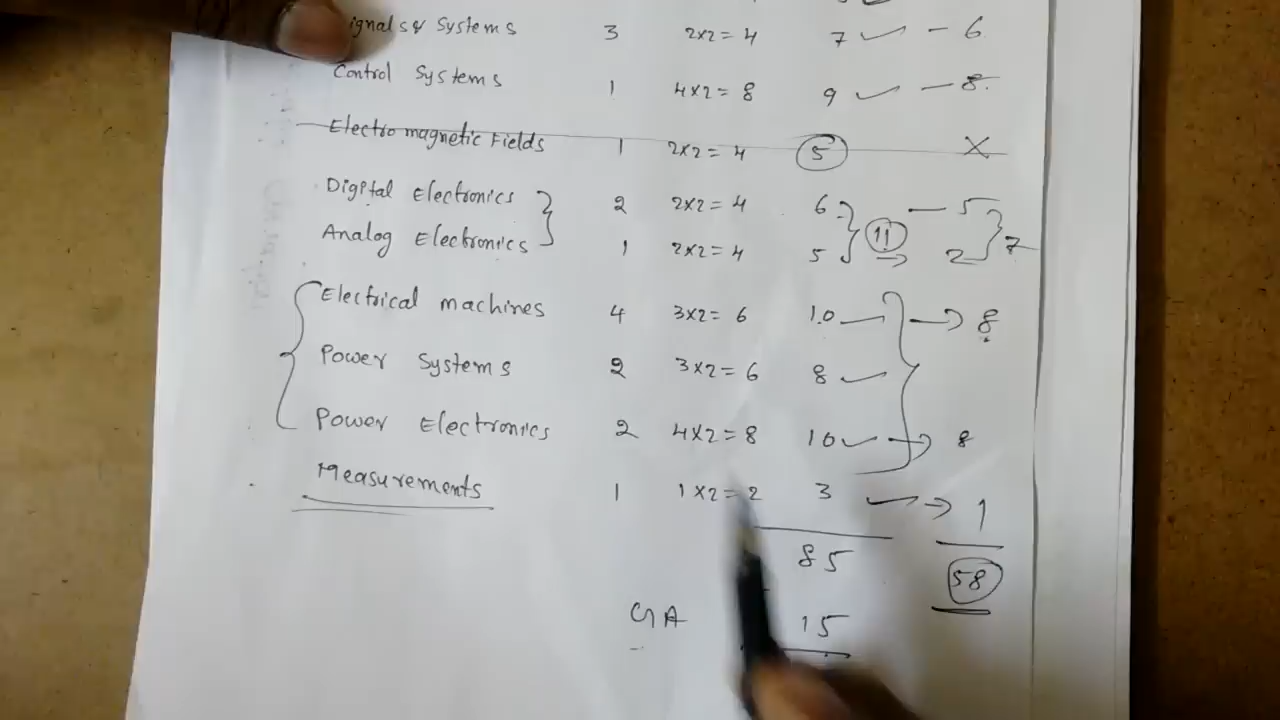 Signals & Systems 3 2x2=4 7 - 6
Control Systems 1 4x2=8 9 - 8
Electro magnetic Fields 1 2x2=4 5 X
Digital Electronics 2 2x2=4 6 - 5
11 7
Analog Electronics 1 2x2=4 5 2
Electrical machines 4 3x2=6 10 → 8
Power Systems 2 3x2=6 8
Power Electronics 2 4x2=8 10 → 8
Measurements 1 1x2=2 3 → 1
85 58
GA 15